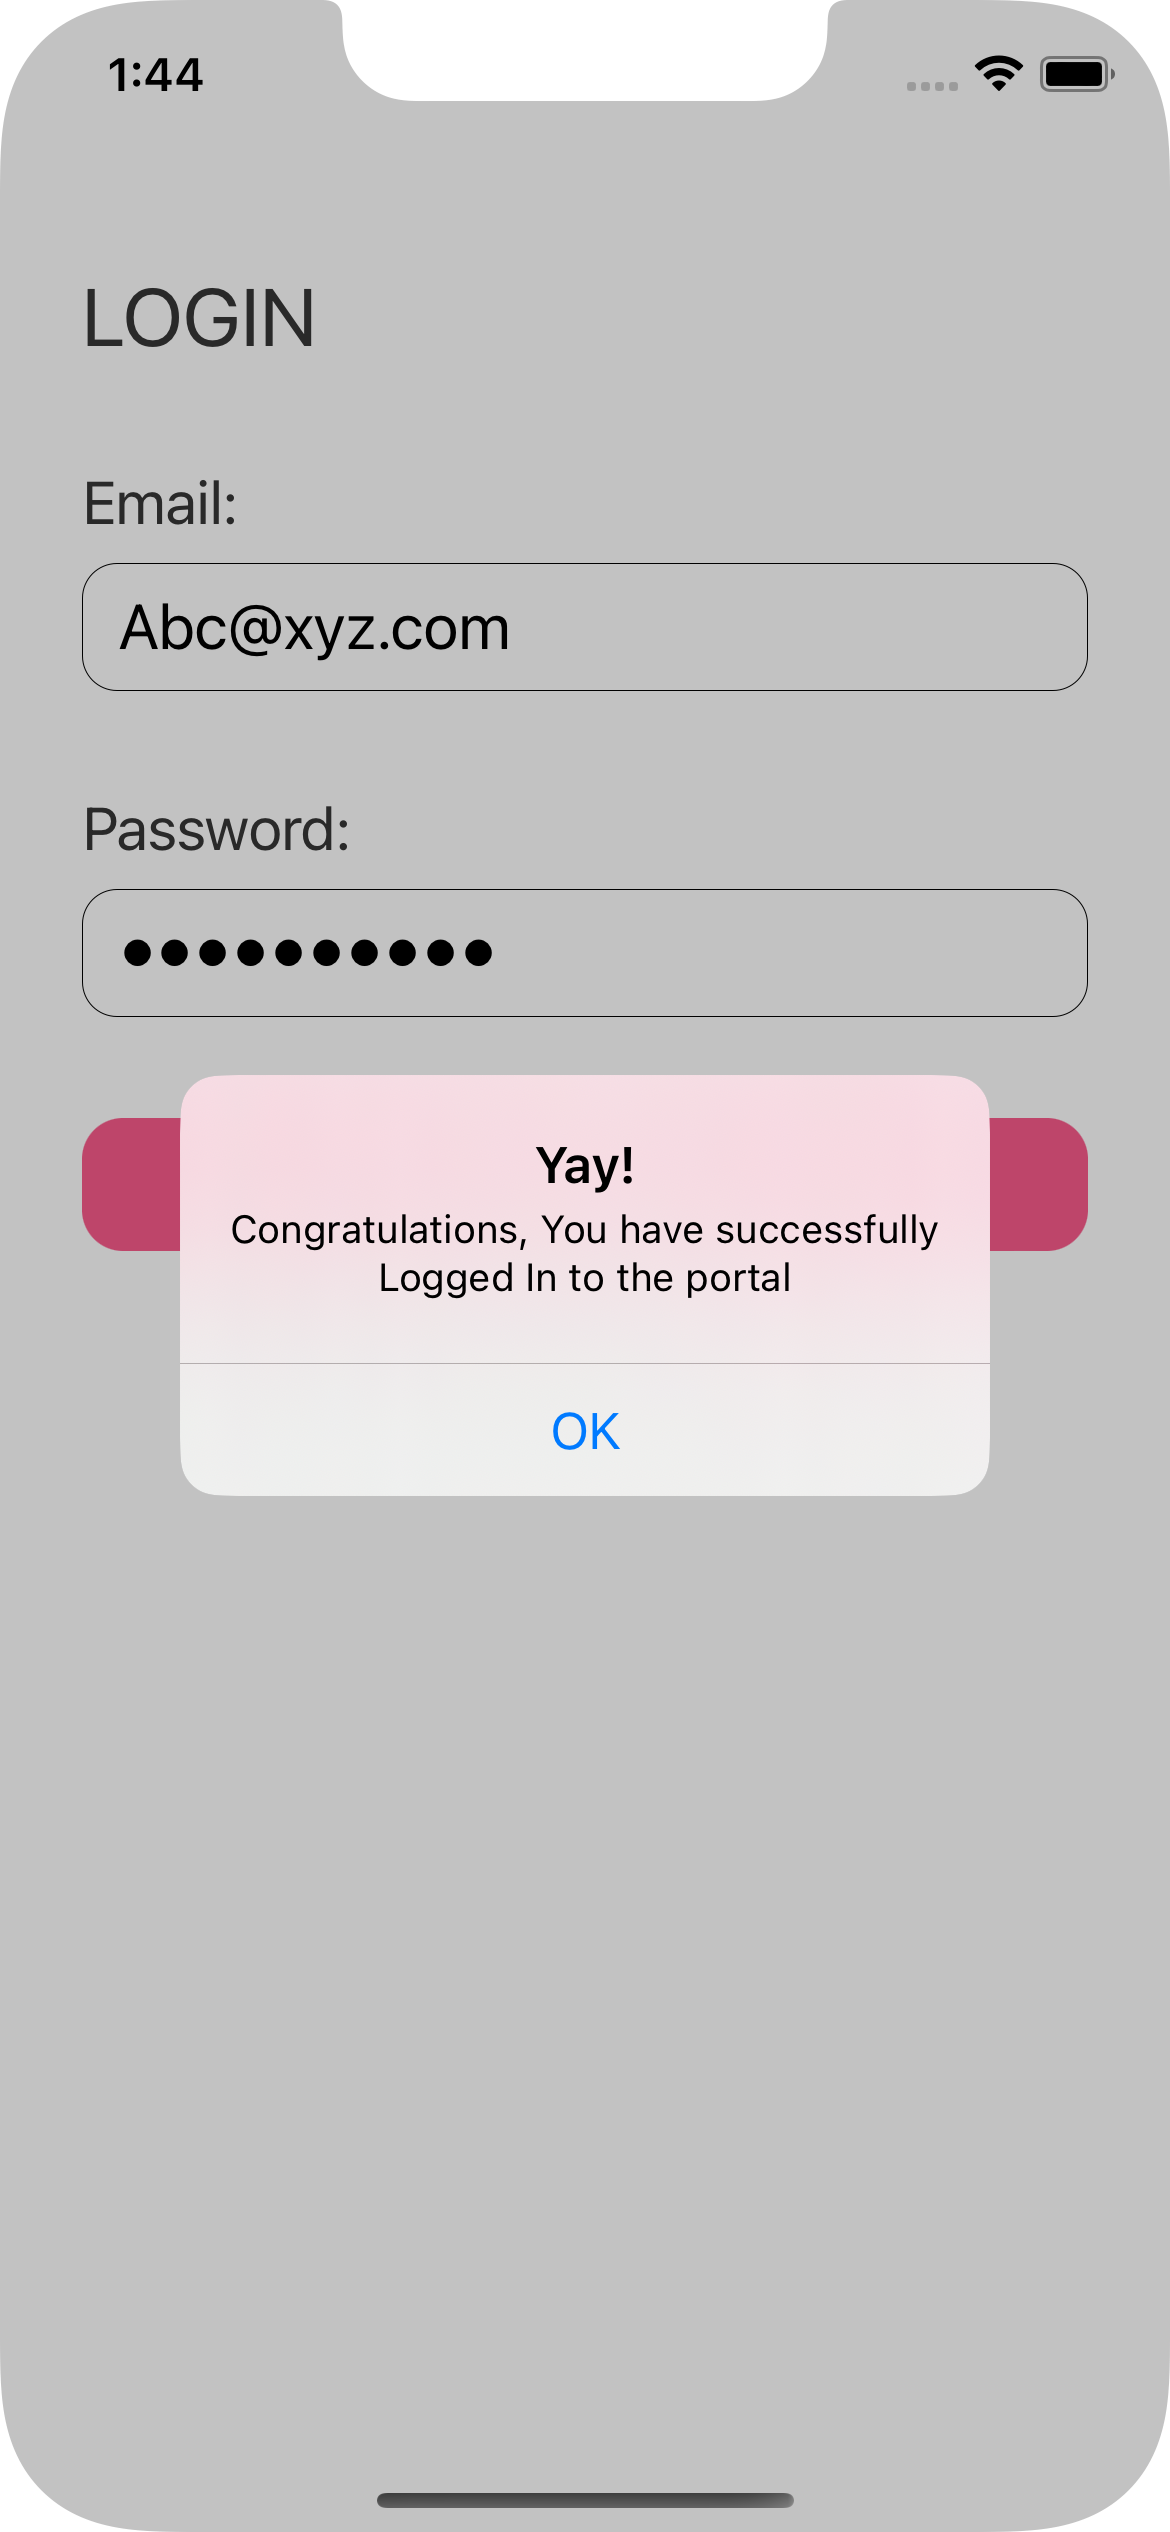 1:44
LOGIN
Email:
Abc@xyz.com
Password:
••••••••••
Yay!
Congratulations, You have successfully
Logged In to the portal
OK